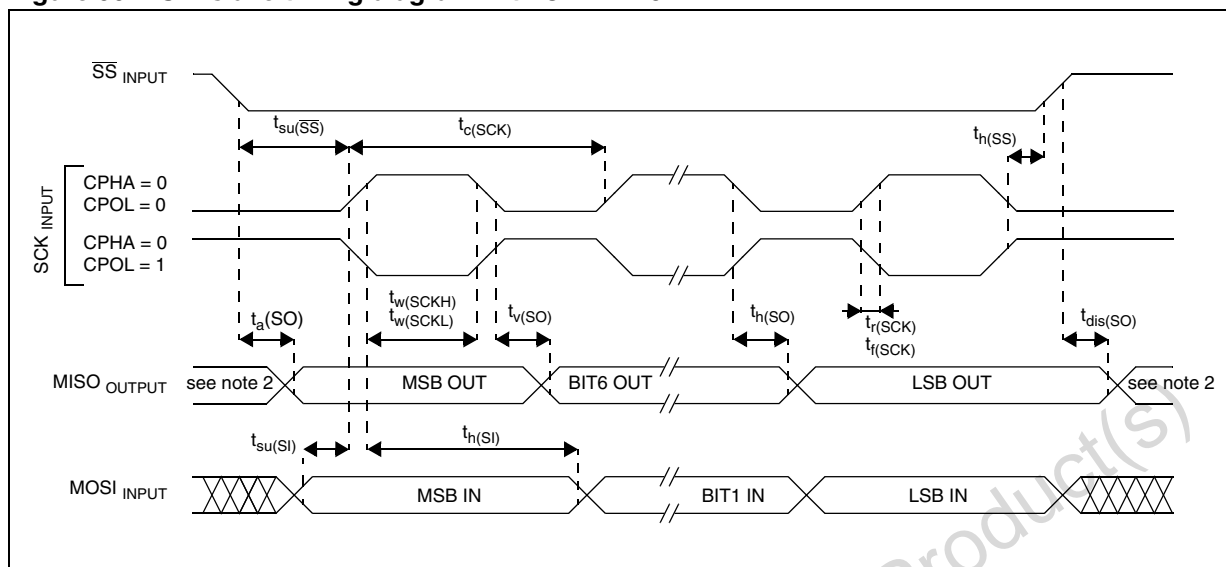 SS INPUT
tsu(SS)
tc(SCK)
th(SS)
SCK INPUT
CPHA = 0
CPOL = 0
CPHA = 0
CPOL = 1
ta(SO)
tw(SCKH)
tw(SCKL)
tv(SO)
th(SO)
tr(SCK)
tf(SCK)
tdis(SO)
MISO OUTPUT
see note 2
MSB OUT
BIT6 OUT
LSB OUT
see note 2
tsu(SI)
th(SI)
MOSI INPUT
MSB IN
BIT1 IN
LSB IN
Product(s)